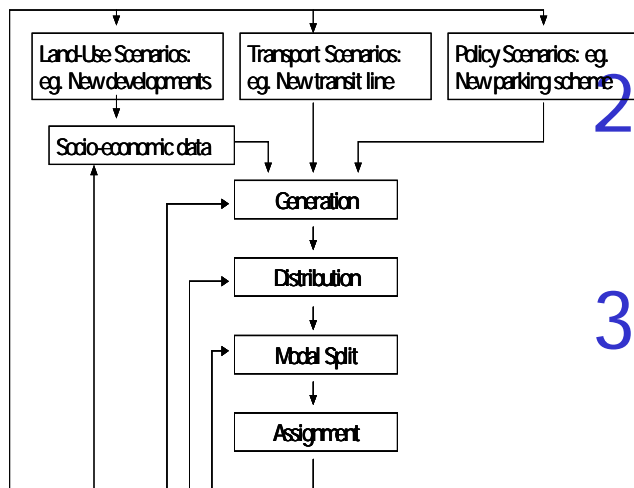 Land-Use Scenarios:
eg. New developments
Transport Scenarios:
eg. New transit line
Policy Scenarios: eg.
New parking scheme
2
Socio-economic data
Generation
Distribution
3
Modal Split
Assignment